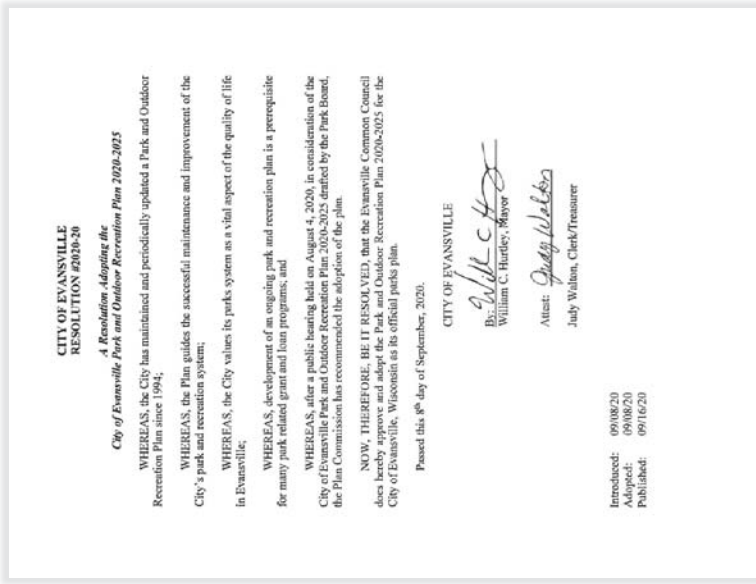 CITY OF EVANSVILLE
RESOLUTION #2020-20
A Resolution Adopting the
City of Evansville Park and Outdoor Recreation Plan 2020-2025
WHEREAS, the City has maintained and periodically updated a Park and Outdoor
Recreation Plan since 1994;
WHEREAS, the Plan guides the successful maintenance and improvement of the
City's park and recreation system;
WHEREAS, the City values its parks system as a vital aspect of the quality of life
in Evansville;
WHEREAS, development of an ongoing park and recreation plan is a prerequisite
for many park related grant and loan programs; and
WHEREAS, after a public hearing held on August 4, 2020, in consideration of the
City of Evansville Park and Outdoor Recreation Plan 2020-2025 drafted by the Park Board,
the Plan Commission has recommended the adoption of the plan.
NOW, THEREFORE, BE IT RESOLVED, that the Evansville Common Council
does hereby approve and adopt the Park and Outdoor Recreation Plan 2020-2025 for the
City of Evansville, Wisconsin as its official parks plan.
Passed this 8th day of September, 2020.
CITY OF EVANSVILLE
By: Will C H
William C. Hurtley, Mayor
Attest: Judy Walton
Judy Walton, Clerk/Treasurer
Introduced: 09/08/20
Adopted: 09/08/20
Published: 09/16/20